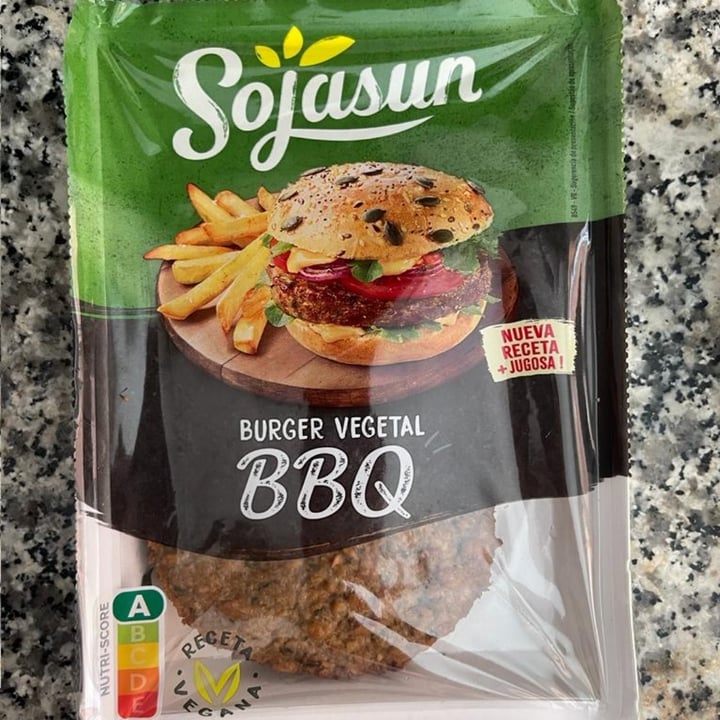 Sojasun
NUEVA
RECETA
+ JUGOSA !
BURGER VEGETAL
BBQ
NUTRI-SCORE
A
B
C
D
E
RECETA
VEGANA